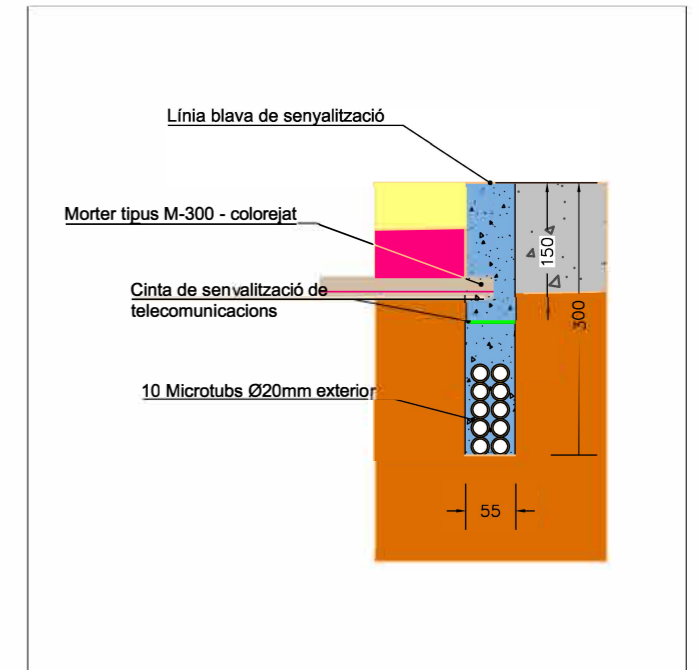 Línia blava de senyalització
Morter tipus M-300 - colorejat
Cinta de senvalització de
telecomunicacions
10 Microtubs Ø20mm exterior
150
300
55